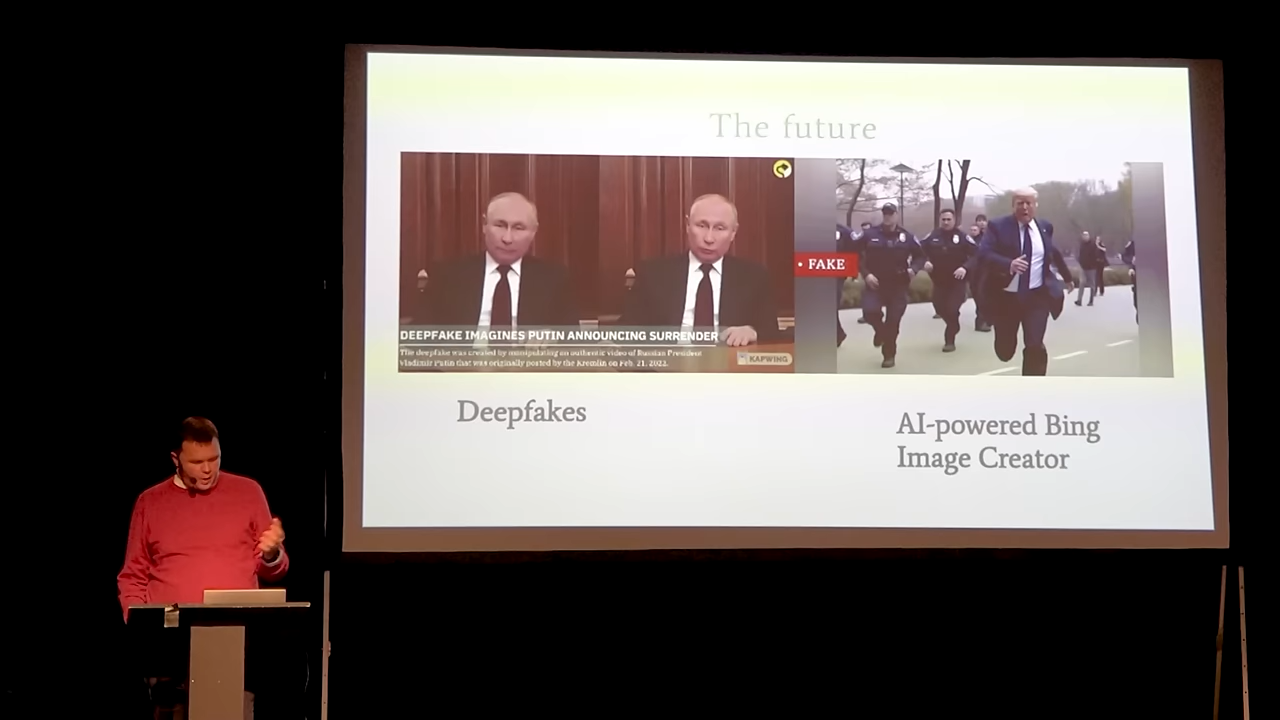 The future
DEEPFAKE IMAGINES PUTIN ANNOUNCING SURRENDER
The deepfake was created by manipulating an authentic video of Russian President
Vladimir Putin that was originally posted by the Kremlin on Feb. 21, 2022.
KAPWING
• FAKE
Deepfakes
AI-powered Bing
Image Creator